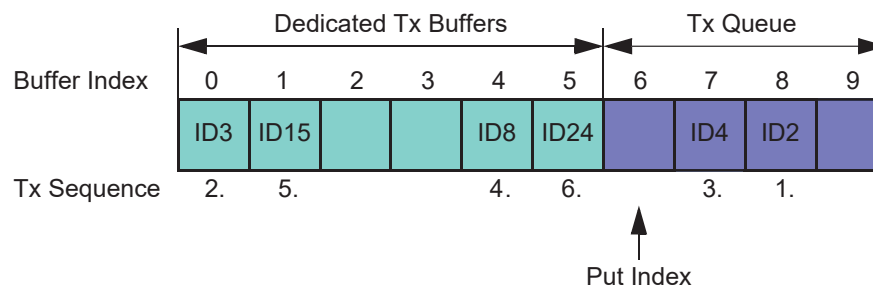 Dedicated Tx Buffers Tx Queue
Buffer Index 0 1 2 3 4 5 6 7 8 9
ID3 ID15 ID8 ID24 ID4 ID2
Tx Sequence 2. 5. 4. 6. 3. 1.
Put Index